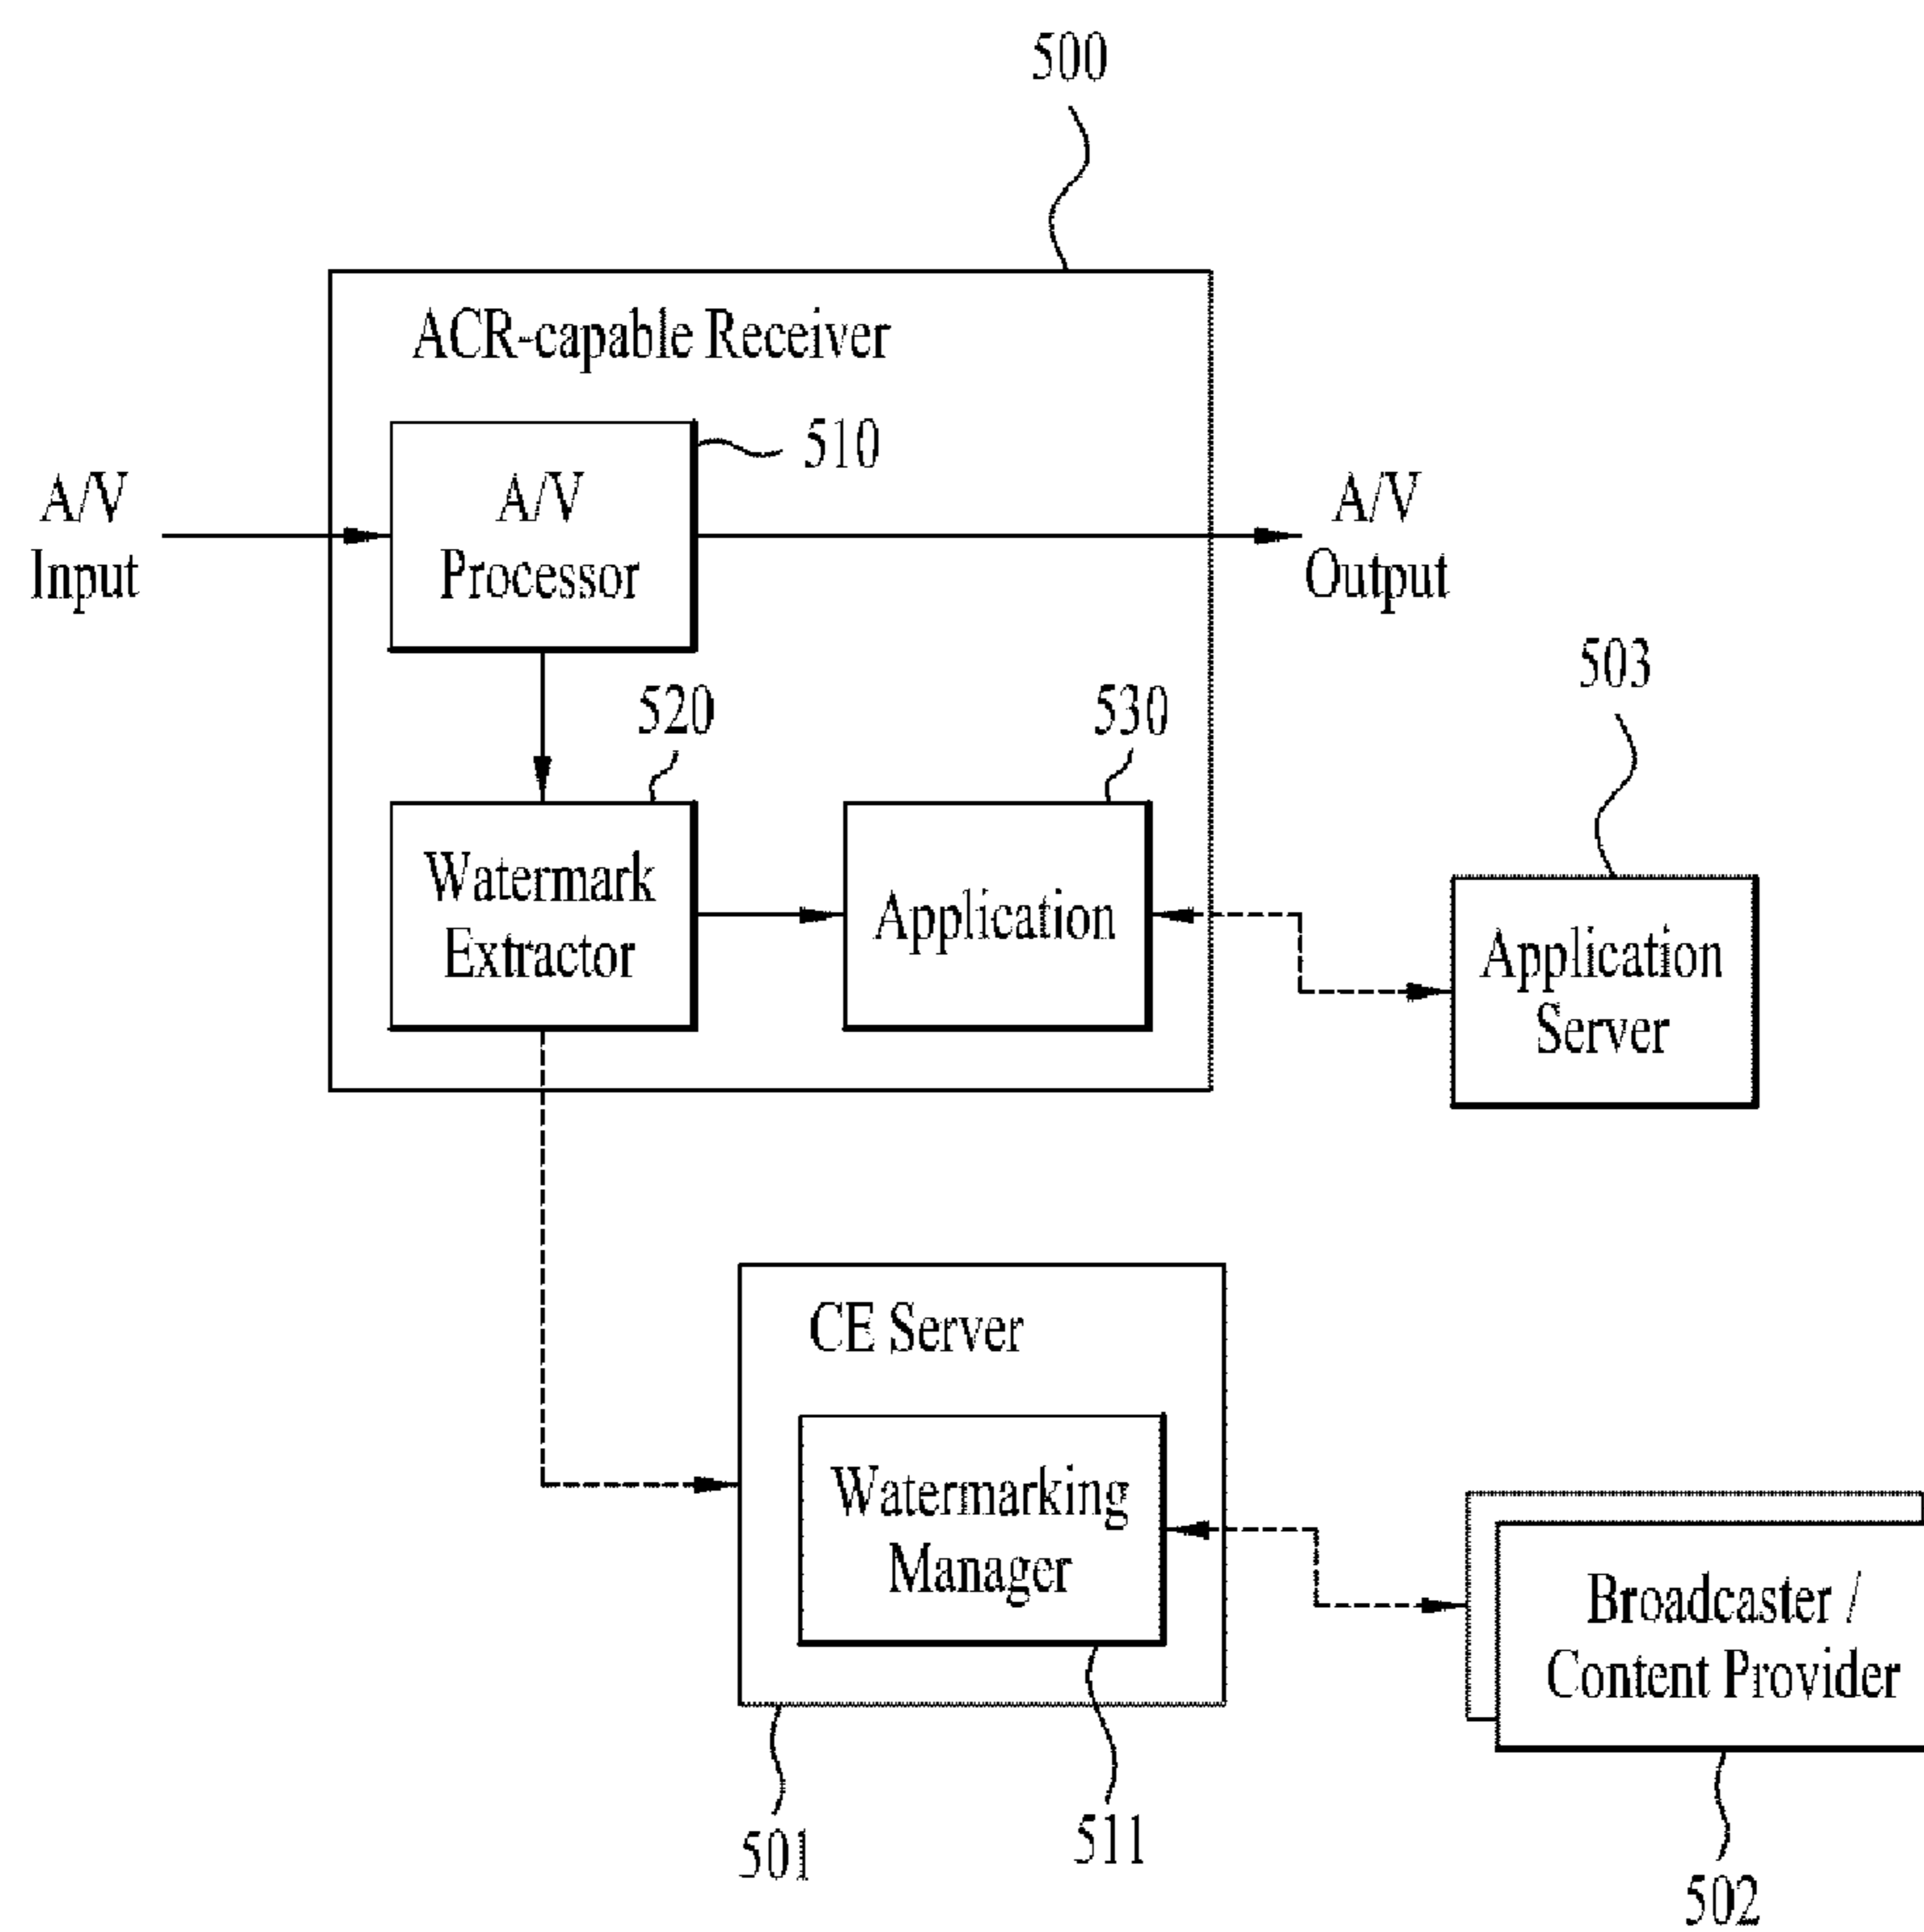 500
ACR-capable Receiver
510
A/V
Input
A/V
Processor
A/V
Output
503
520
530
Watermark
Extractor
Application
Application
Server
CE Server
Watermarking
Manager
Broadcaster /
Content Provider
501
511
502